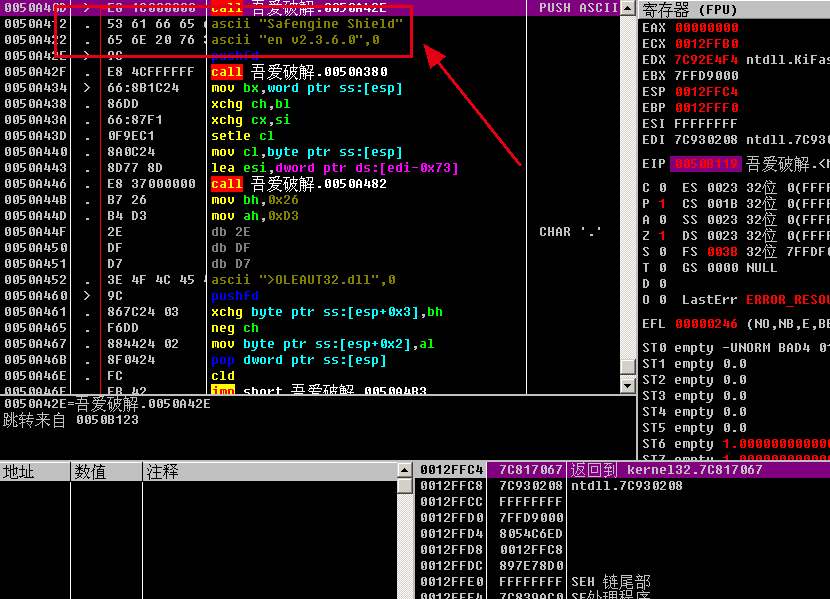 0050A40D > E8 1C000000 call 吾爱破解.0050A42E PUSH ASCII
0050A412 . 53 61 66 65 ascii "Safengine Shield"
0050A422 . 65 6E 20 76 ascii "en v2.3.6.0",0
0050A42E > 9C pushfd
0050A42F . E8 4CFFFFFF call 吾爱破解.0050A380
0050A434 > 66:8B1C24 mov bx,word ptr ss:[esp]
0050A438 . 86DD xchg ch,bl
0050A43A . 66:87F1 xchg cx,si
0050A43D . 0F9EC1 setle cl
0050A440 . 8A0C24 mov cl,byte ptr ss:[esp]
0050A443 . 8D77 8D lea esi,dword ptr ds:[edi-0x73]
0050A446 . E8 37000000 call 吾爱破解.0050A482
0050A44B . B7 26 mov bh,0x26
0050A44D . B4 D3 mov ah,0xD3
0050A44F 2E db 2E CHAR '.'
0050A450 DF db DF
0050A451 D7 db D7
0050A452 . 3E 4F 4C 45 ascii ">OLEAUT32.dll",0
0050A460 > 9C pushfd
0050A461 . 867C24 03 xchg byte ptr ss:[esp+0x3],bh
0050A465 . F6DD neg ch
0050A467 . 884424 02 mov byte ptr ss:[esp+0x2],al
0050A46B . 8F0424 pop dword ptr ss:[esp]
0050A46E . FC cld
0050A46F . EB 42 jmp short 吾爱破解.0050A4B3
0050A42E=吾爱破解.0050A42E
跳转来自 0050B123
寄存器 (FPU)
EAX 00000000
ECX 0012FFB0
EDX 7C92E4F4 ntdll.KiFas
EBX 7FFD9000
ESP 0012FFC4
EBP 0012FFF0
ESI FFFFFFFF
EDI 7C930208 ntdll.7C930
EIP 0050B119 吾爱破解.<M
C 0 ES 0023 32位 0(FFFF
P 1 CS 001B 32位 0(FFFF
A 0 SS 0023 32位 0(FFFF
Z 1 DS 0023 32位 0(FFFF
S 0 FS 003B 32位 7FFDF0
T 0 GS 0000 NULL
D 0
O 0 LastErr ERROR_RESOU
EFL 00000246 (NO,NB,E,BE
ST0 empty -UNORM BAD4 01
ST1 empty 0.0
ST2 empty 0.0
ST3 empty 0.0
ST4 empty 0.0
ST5 empty 0.0
ST6 empty 1.000000000000
ST7 empty 1.000000000000
地址 数值 注释
0012FFC4 7C817067 返回到 kernel32.7C817067
0012FFC8 7C930208 ntdll.7C930208
0012FFCC FFFFFFFF
0012FFD0 7FFD9000
0012FFD4 8054C6ED
0012FFD8 0012FFC8
0012FFDC 897E78D0
0012FFE0 FFFFFFFF SEH 链尾部
0012FFE4 7C839AC0 SE处理程序